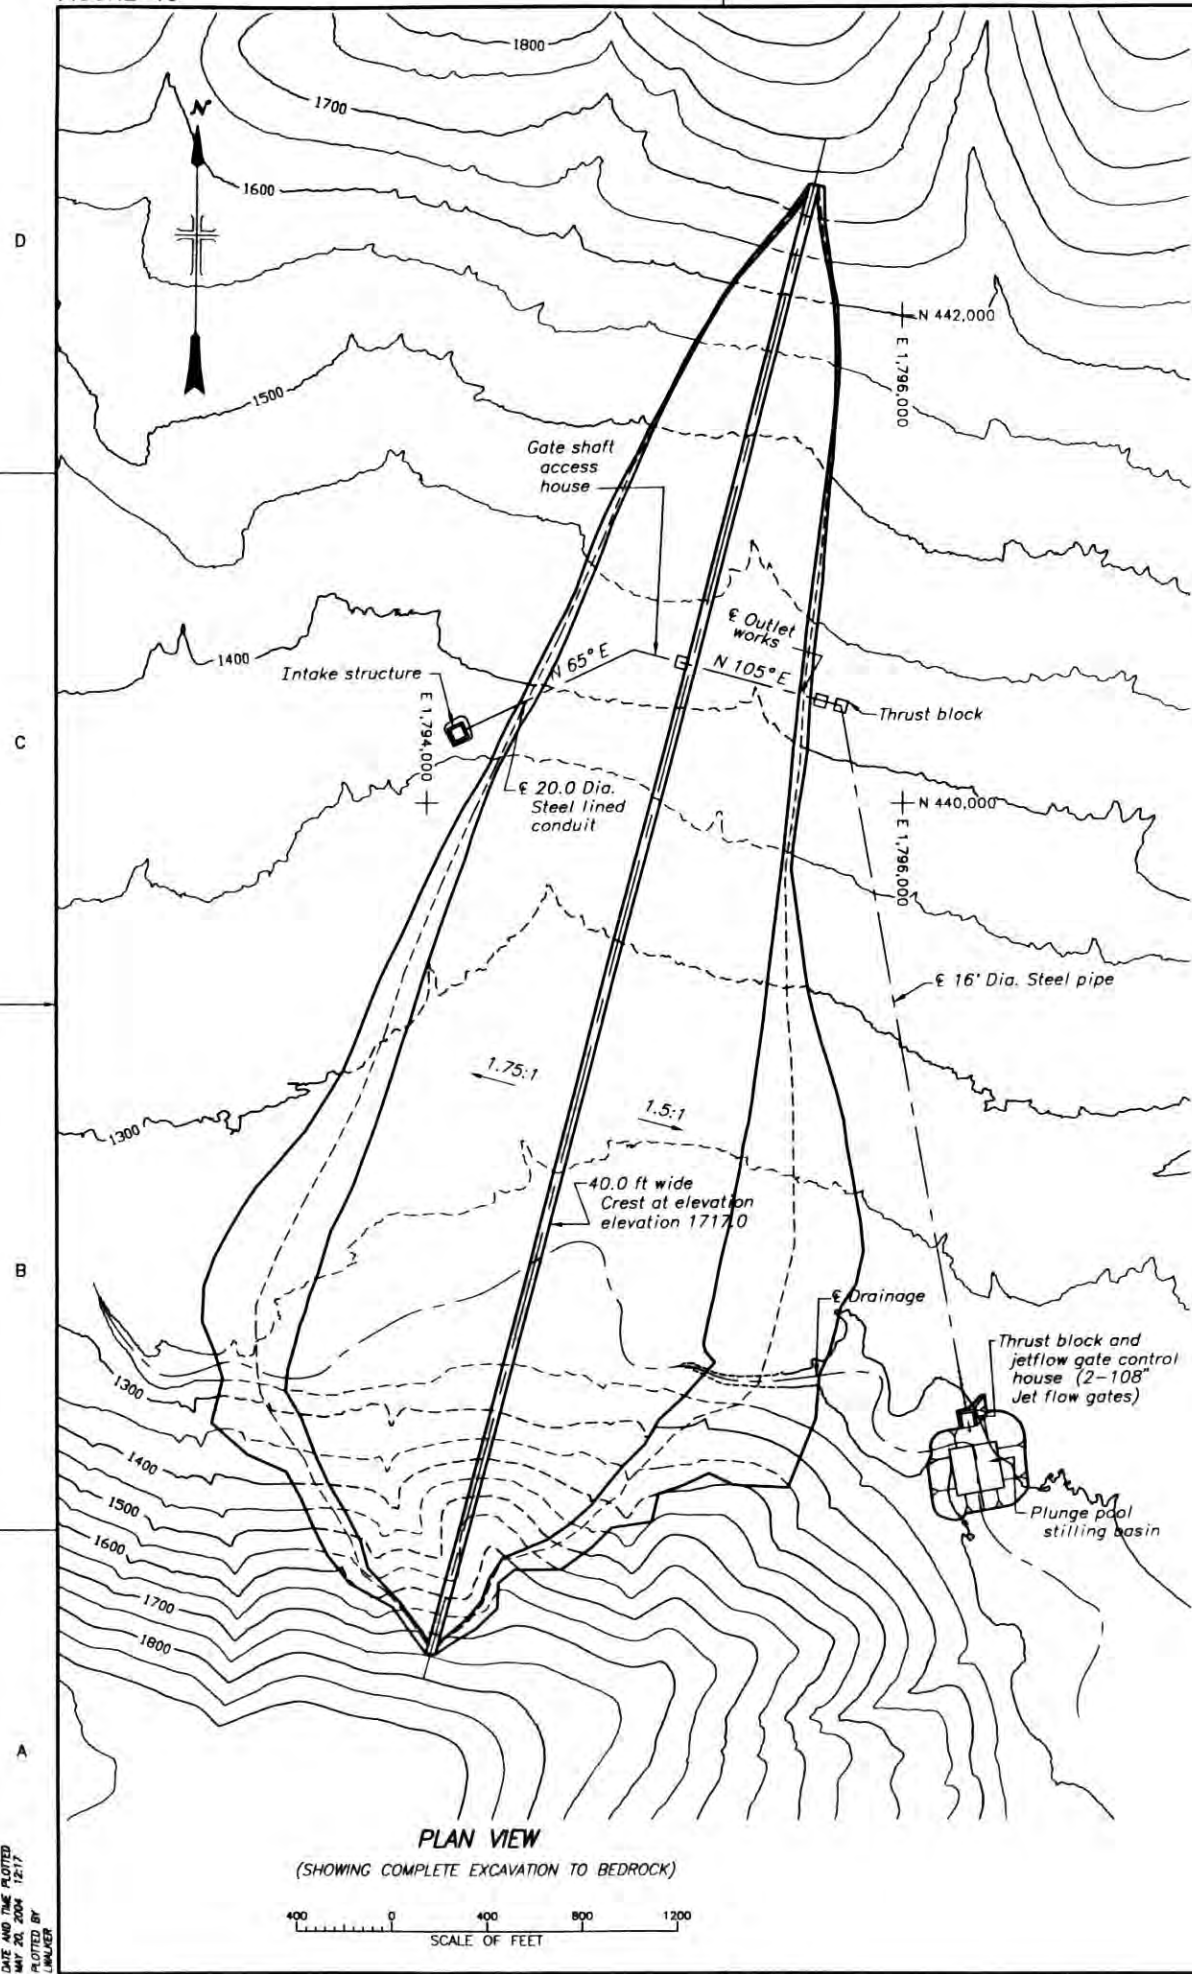 1800
1700
N
1600
D
N 442,000
E 1,796,000
1500
Gate shaft
access
house
℄ Outlet
works
N 65° E
N 105° E
1400
Intake structure
E 1,794,000
Thrust block
C
℄ 20.0 Dia.
Steel lined
conduit
N 440,000
E 1,796,000
℄ 16' Dia. Steel pipe
1.75:1
1.5:1
1300
40.0 ft wide
Crest at elevation
elevation 1717.0
B
℄ Drainage
Thrust block and
jetflow gate control
house (2-108"
Jet flow gates)
1300
1400
1500
1600
1700
1800
Plunge pool
stilling basin
A
PLAN VIEW
(SHOWING COMPLETE EXCAVATION TO BEDROCK)
400 0 400 800 1200
SCALE OF FEET
DATE AND TIME PLOTTED
MAY 20, 2004 12:17
PLOTTED BY
LWALKER